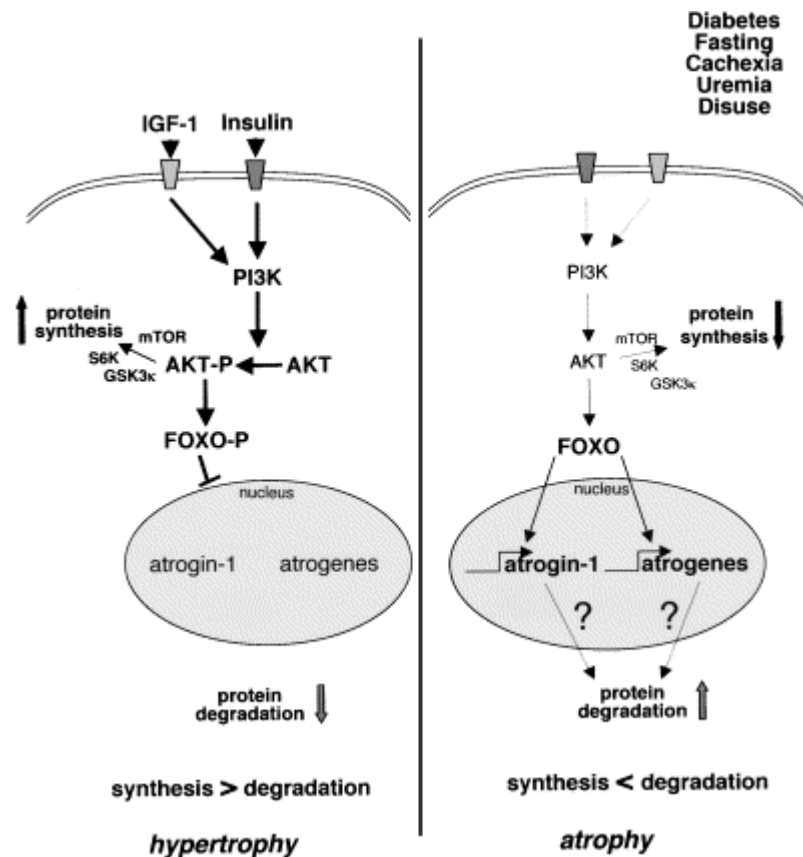 IGF-1 Insulin
PI3K
protein
synthesis
mTOR
S6K
GSK3κ
AKT-P AKT
FOXO-P
nucleus
atrogin-1 atrogenes
protein
degradation
synthesis > degradation
hypertrophy
Diabetes
Fasting
Cachexia
Uremia
Disuse
PI3K
AKT
mTOR
S6K
GSK3κ
protein
synthesis
FOXO
nucleus
atrogin-1 atrogenes
? ?
protein
degradation
synthesis < degradation
atrophy